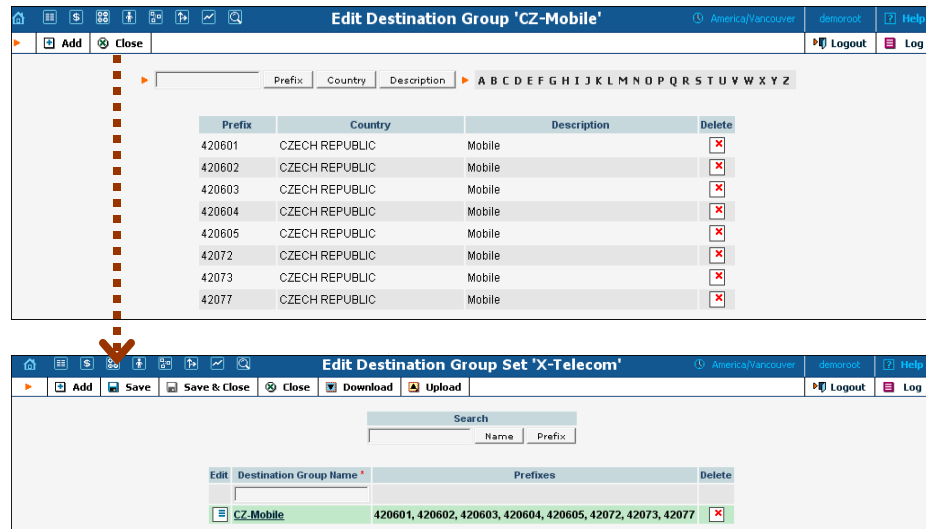 Edit Destination Group 'CZ-Mobile' America/Vancouver demoroot ? Help
Add Close Logout Log
Prefix Country Description A B C D E F G H I J K L M N O P Q R S T U V W X Y Z
Prefix Country Description Delete
420601 CZECH REPUBLIC Mobile
420602 CZECH REPUBLIC Mobile
420603 CZECH REPUBLIC Mobile
420604 CZECH REPUBLIC Mobile
420605 CZECH REPUBLIC Mobile
42072 CZECH REPUBLIC Mobile
42073 CZECH REPUBLIC Mobile
42077 CZECH REPUBLIC Mobile
Edit Destination Group Set 'X-Telecom' America/Vancouver demoroot ? Help
Add Save Save & Close Close Download Upload Logout Log
Search
Name Prefix
Edit Destination Group Name * Prefixes Delete
CZ-Mobile 420601, 420602, 420603, 420604, 420605, 42072, 42073, 42077